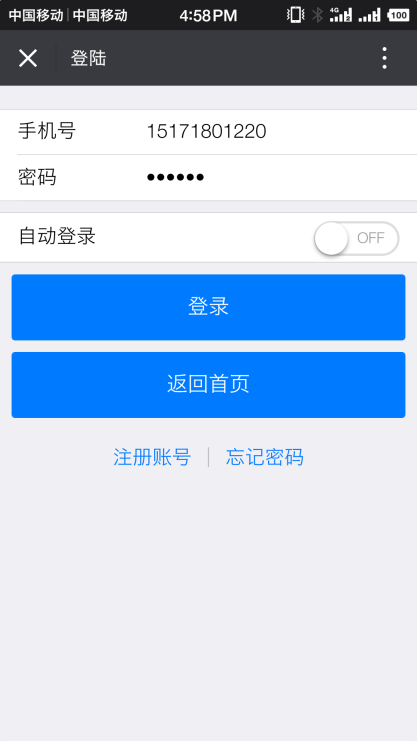 中国移动 中国移动 4:58PM 4G 2 100
登陆
手机号 15171801220
密码 ••••••
自动登录 OFF
登录
返回首页
注册账号 | 忘记密码